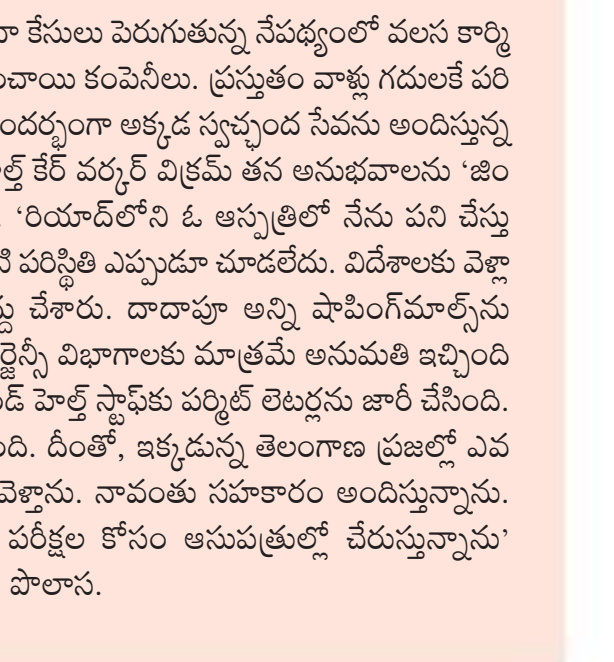 కేసులు పెరుగుతున్న నేపథ్యంలో వలస కార్మి
చాయి కంపెనీలు. ప్రస్తుతం వాళ్లు గదులకే పరి
ందర్భంగా అక్కడ స్వచ్ఛంద సేవను అందిస్తున్న
ల్త్ కేర్ వర్కర్ విక్రమ్ తన అనుభవాలను ‘జిం
‘రియాద్‌లోని ఓ ఆస్పత్రిలో నేను పని చేస్తు
పరిస్థితి ఎప్పుడూ చూడలేదు. విదేశాలకు వెళ్లా
ద్దు చేశారు. దాదాపూ అన్ని షాపింగ్‌మాల్స్‌ను
ర్జెన్సీ విభాగాలకు మాత్రమే అనుమతి ఇచ్చింది
డ్ హెల్త్ స్టాఫ్‌కు పర్మిట్ లెటర్లను జారీ చేసింది.
ంది. దీంతో, ఇక్కడున్న తెలంగాణ ప్రజల్లో ఎవ
వెళ్తాను. నావంతు సహకారం అందిస్తున్నాను.
పరీక్షల కోసం ఆసుపత్రుల్లో చేరుస్తున్నాను’
పొలాస.